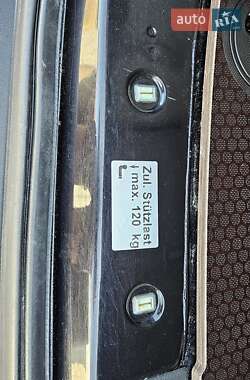 AUTO RIA
Zul. Stützlast
max. 120 kg